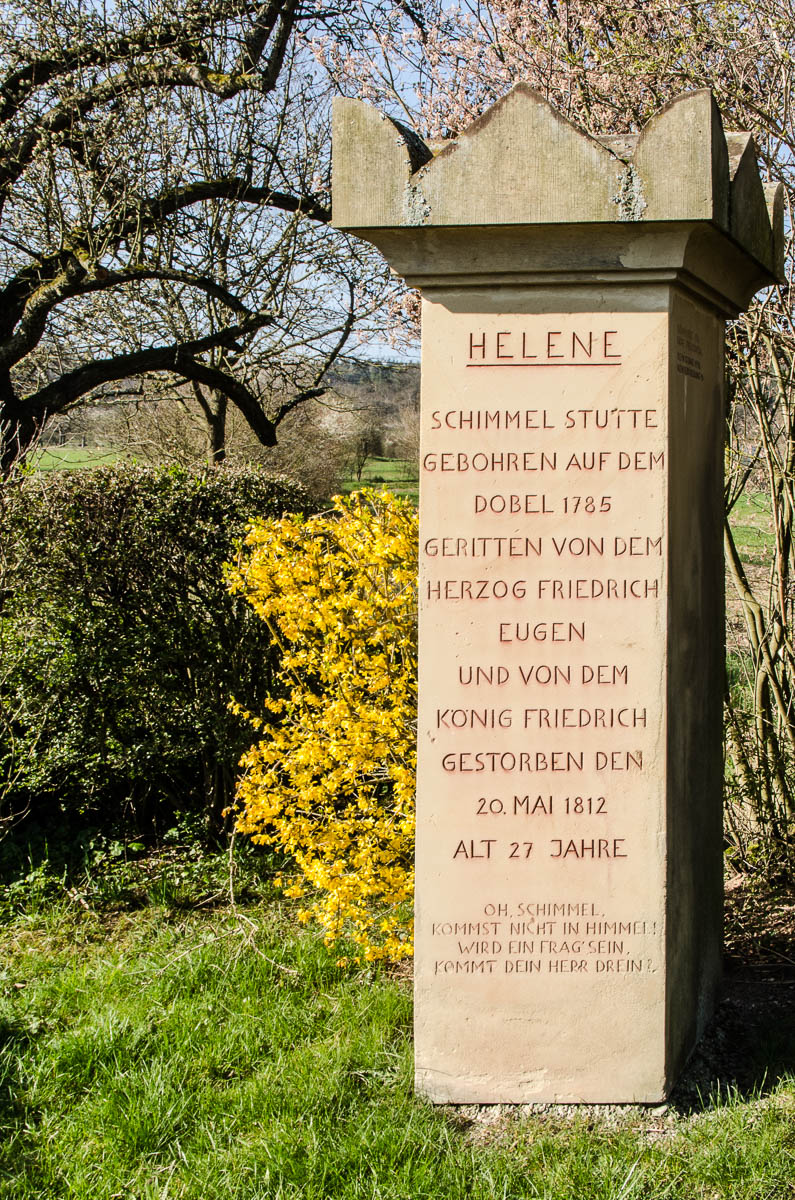 HELENE
SCHIMMEL STUTTE
GEBOHREN AUF DEM
DOBEL 1785
GERITTEN VON DEM
HERZOG FRIEDRICH
EUGEN
UND VON DEM
KÖNIG FRIEDRICH
GESTORBEN DEN
20. MAI 1812
ALT 27 JAHRE
OH, SCHIMMEL,
KOMMST NICHT IN HIMMEL!
WIRD EIN FRAG' SEIN,
KOMMT DEIN HERR DREIN?